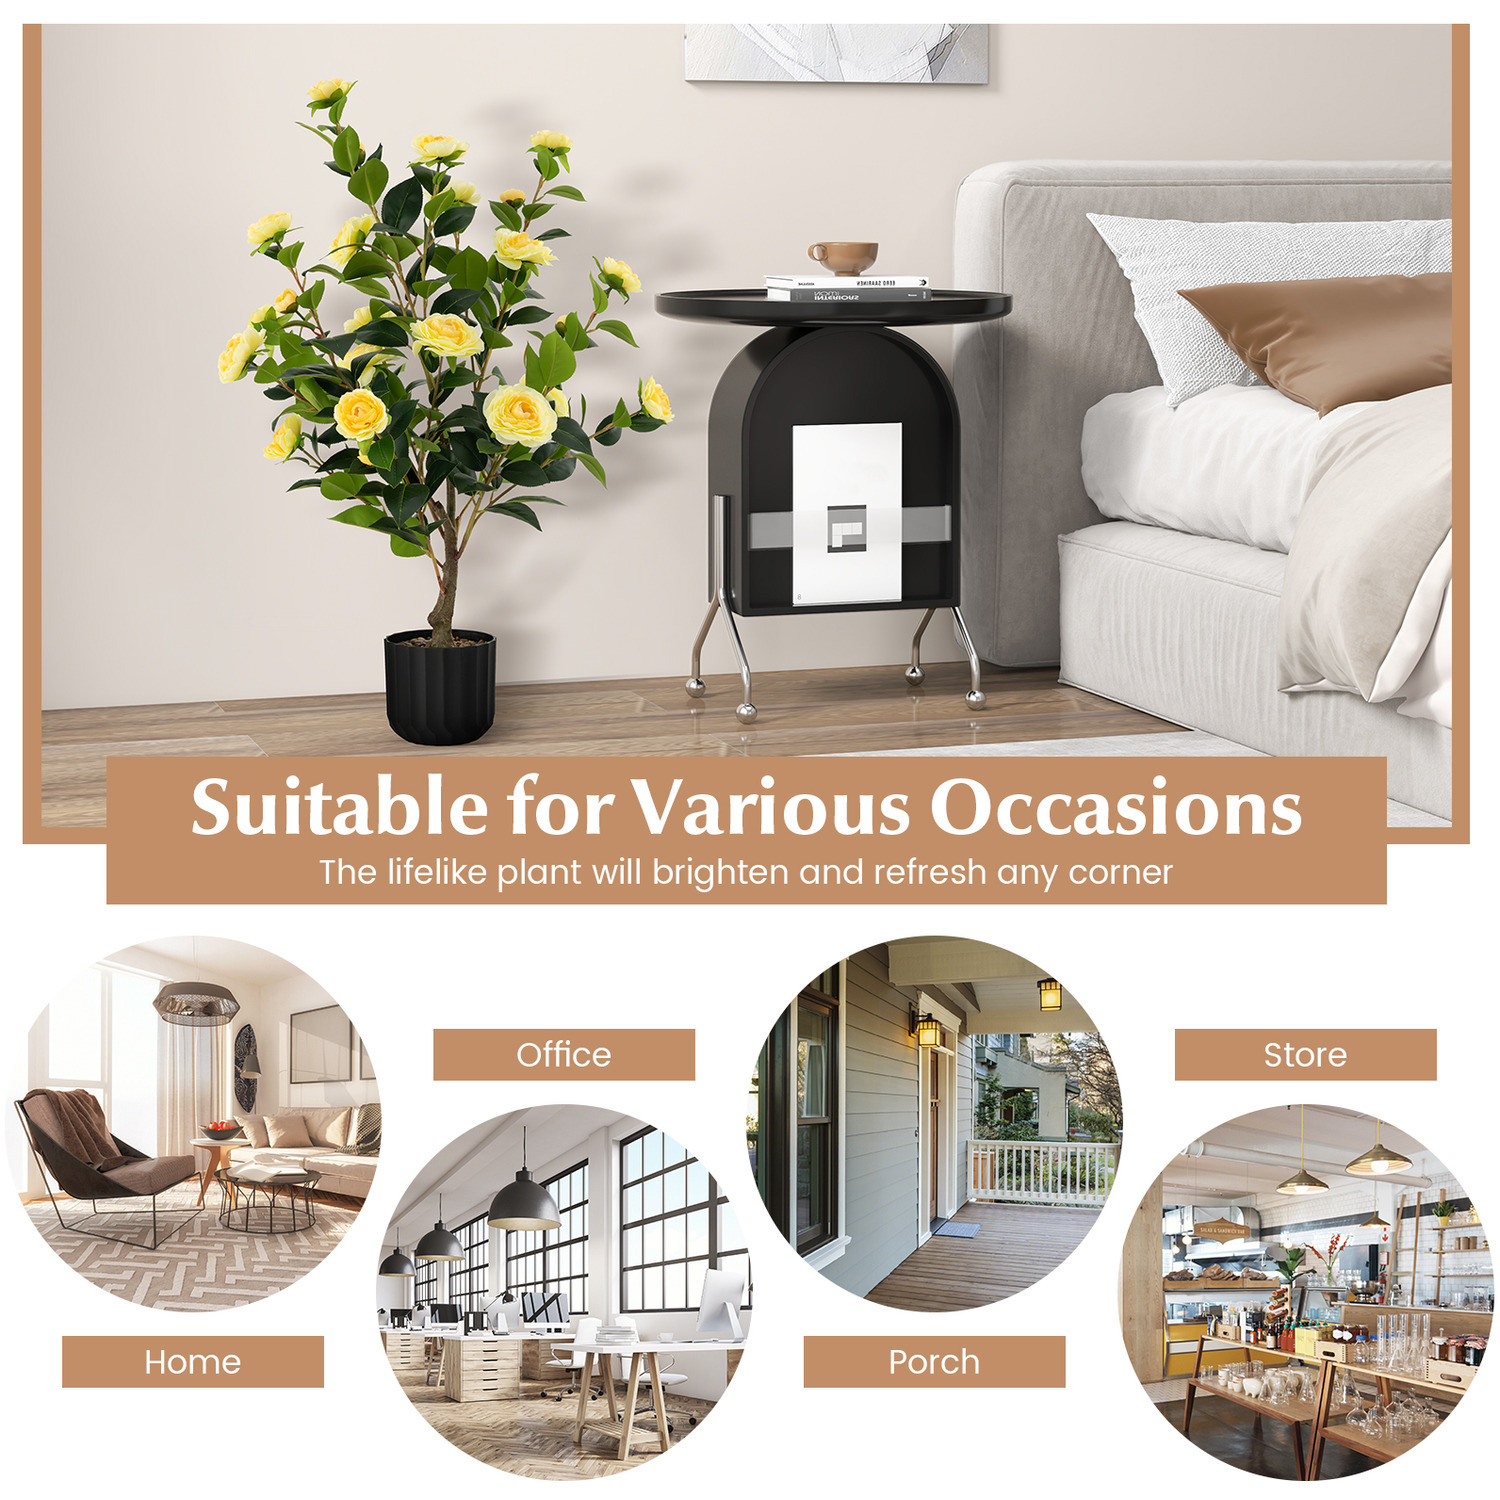 Suitable for Various Occasions
The lifelike plant will brighten and refresh any corner
Office
Store
Home
Porch